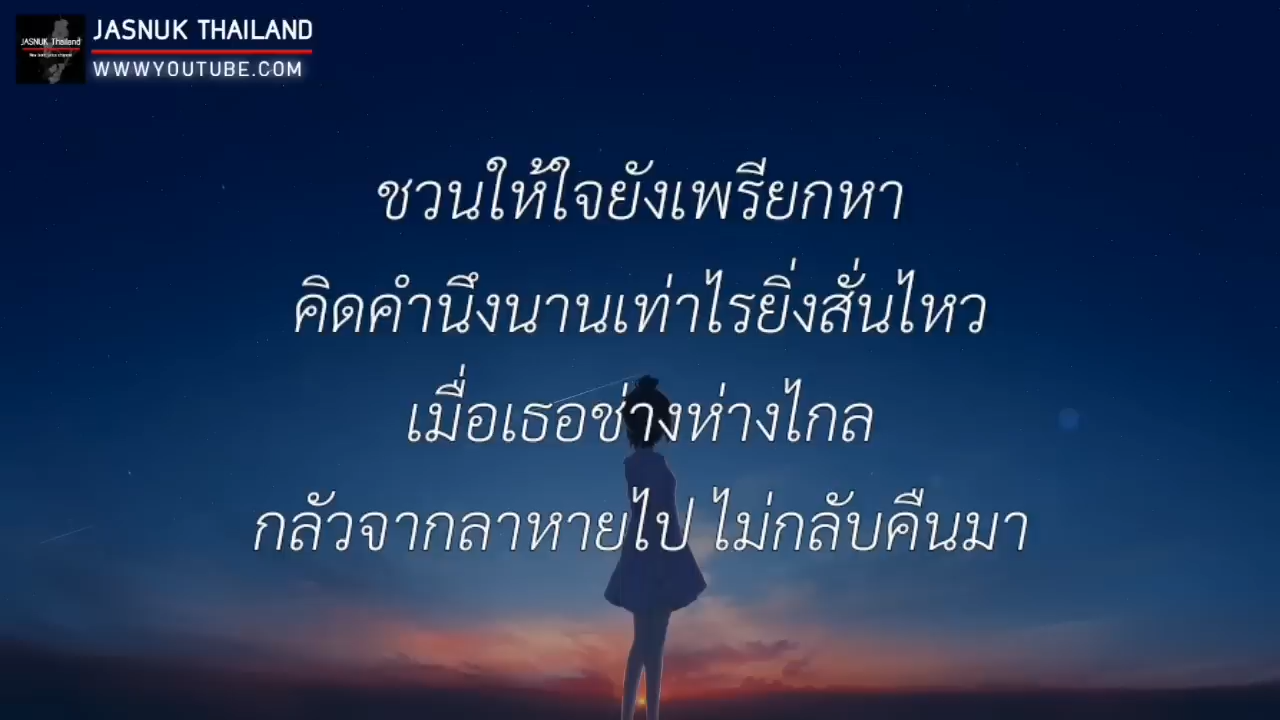 JASNUK THAILAND
WWWYOUTUBE.COM
JASNUK Thailand
ชวนให้ใจยังเพรียกหา
คิดคำนึงนานเท่าไรยิ่งสั่นไหว
เมื่อเธอช่างห่างไกล
กลัวจากลาหายไป ไม่กลับคืนมา